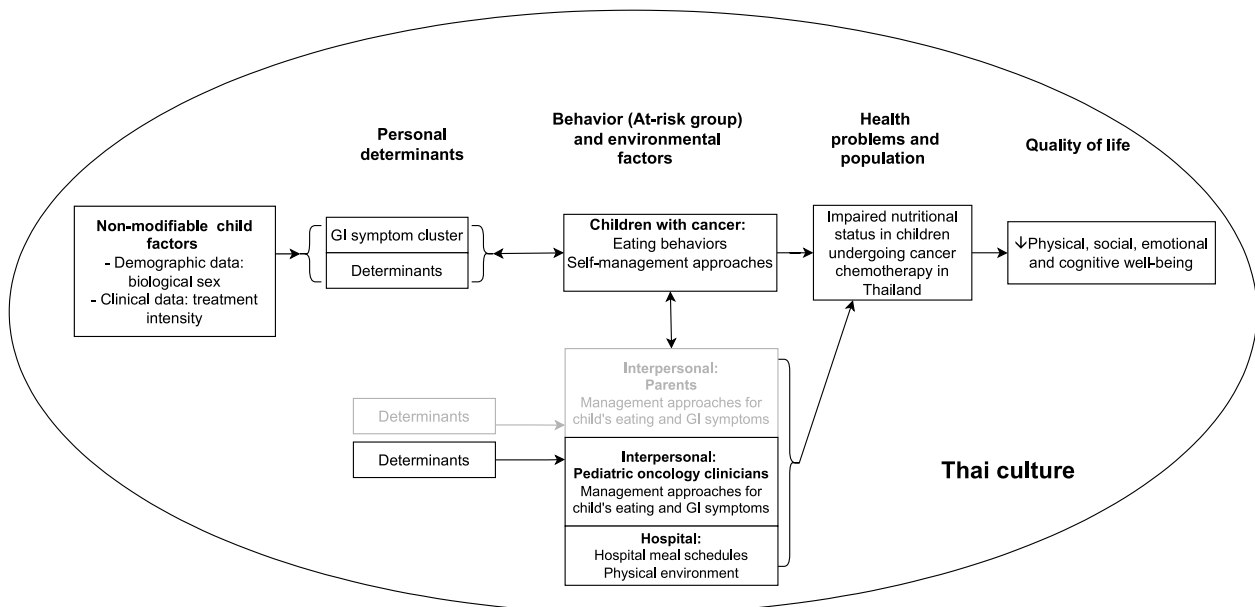 Personal
determinants
Behavior (At-risk group)
and environmental
factors
Health
problems and
population
Quality of life
Non-modifiable child
factors
- Demographic data:
biological sex
- Clinical data: treatment
intensity
GI symptom cluster
Determinants
Children with cancer:
Eating behaviors
Self-management approaches
Impaired nutritional
status in children
undergoing cancer
chemotherapy in
Thailand
↓Physical, social, emotional
and cognitive well-being
Interpersonal:
Parents
Management approaches for
child's eating and GI symptoms
Determinants
Determinants
Interpersonal:
Pediatric oncology clinicians
Management approaches for
child's eating and GI symptoms
Hospital:
Hospital meal schedules
Physical environment
Thai culture